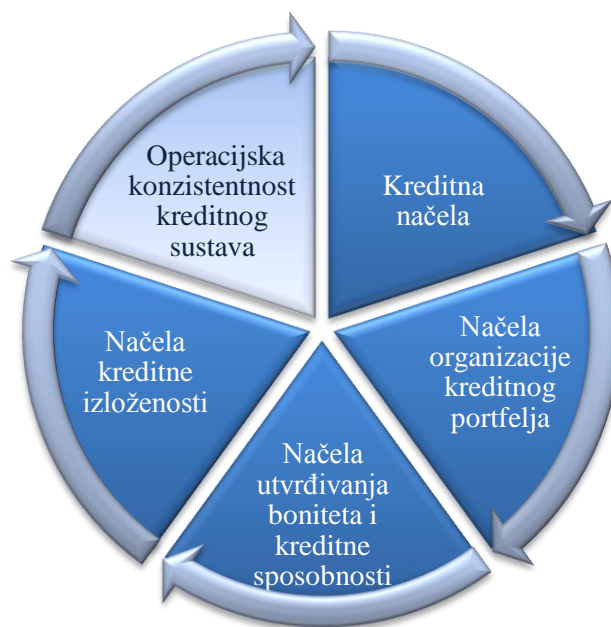 Operacijska
konzistentnost
kreditnog
sustava
Kreditna
načela
Načela
organizacije
kreditnog
portfelja
Načela
utvrđivanja
boniteta i
kreditne
sposobnosti
Načela
kreditne
izloženosti